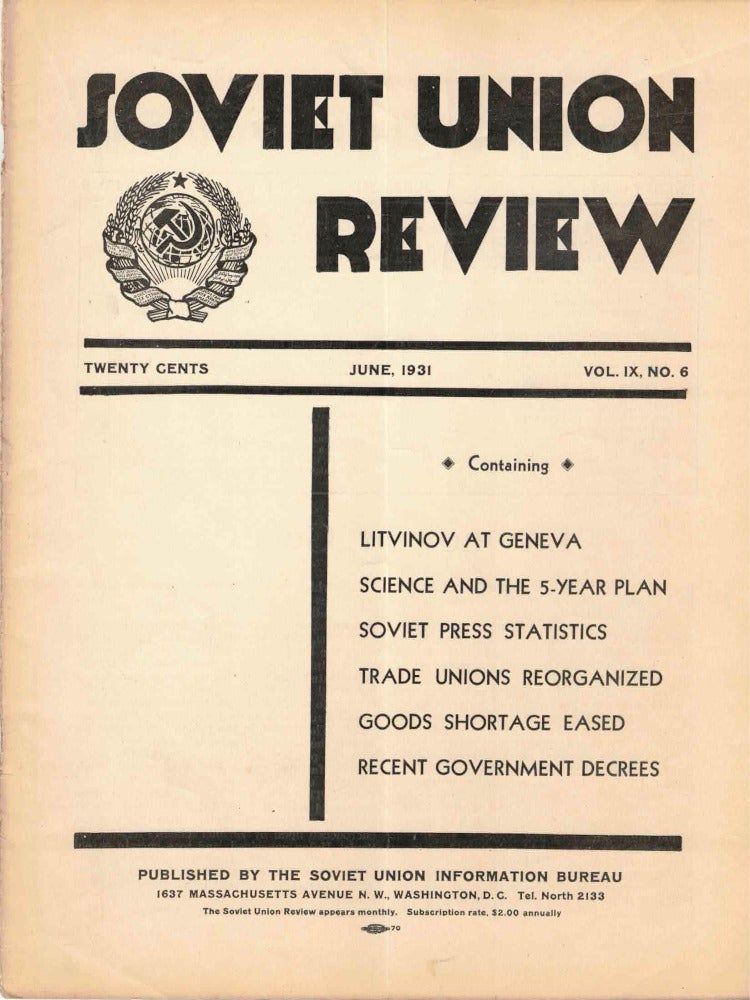 SOVIET UNION
REVIEW
TWENTY CENTS JUNE, 1931 VOL. IX, NO. 6
Containing
LITVINOV AT GENEVA
SCIENCE AND THE 5-YEAR PLAN
SOVIET PRESS STATISTICS
TRADE UNIONS REORGANIZED
GOODS SHORTAGE EASED
RECENT GOVERNMENT DECREES
PUBLISHED BY THE SOVIET UNION INFORMATION BUREAU
1637 MASSACHUSETTS AVENUE N. W., WASHINGTON, D. C. Tel. North 2133
The Soviet Union Review appears monthly. Subscription rate, $2.00 annually
70